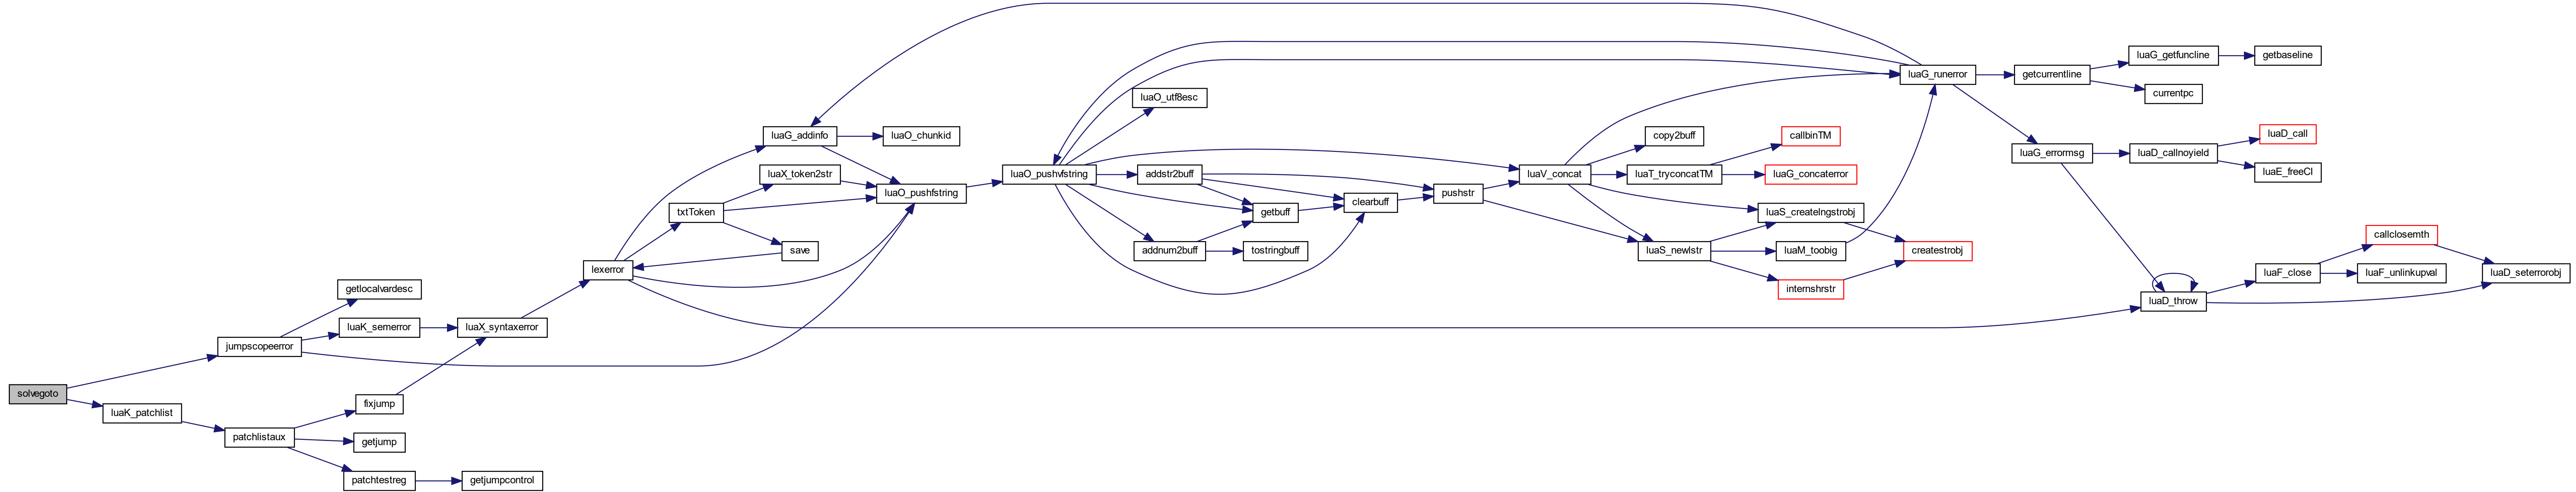 solvegoto
jumpscopeerror
luaK_patchlist
getlocalvardesc
luaK_semerror
patchlistaux
fixjump
getjump
patchtestreg
luaX_syntaxerror
getjumpcontrol
lexerror
txtToken
luaG_addinfo
luaX_token2str
save
luaO_chunkid
luaO_pushfstring
luaO_pushvfstring
luaO_utf8esc
addstr2buff
addnum2buff
getbuff
tostringbuff
clearbuff
pushstr
luaV_concat
copy2buff
luaT_tryconcatTM
luaS_newlstr
callbinTM
luaG_concaterror
luaS_createlngstrobj
luaM_toobig
internshrstr
luaG_runerror
createstrobj
getcurrentline
luaG_errormsg
luaG_getfuncline
currentpc
luaD_callnoyield
luaD_throw
getbaseline
luaD_call
luaE_freeCI
luaF_close
callclosemth
luaF_unlinkupval
luaD_seterrorobj